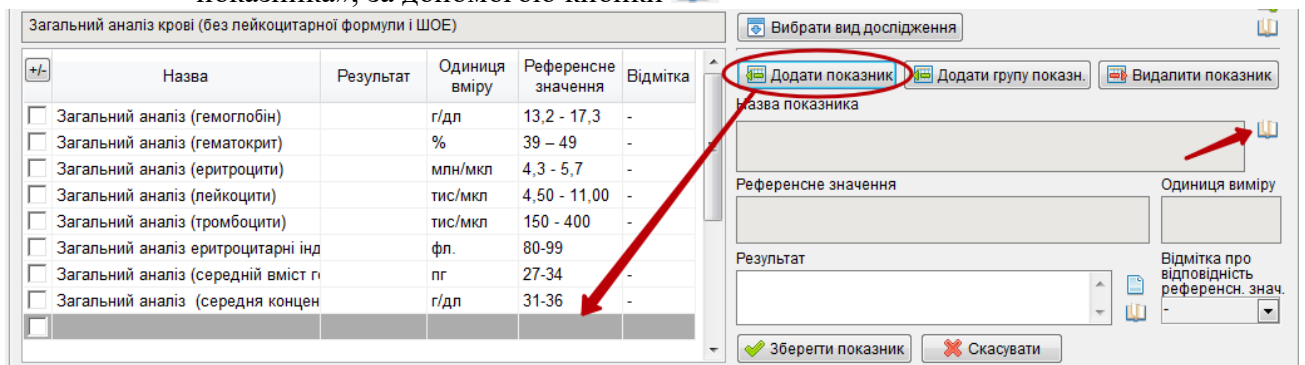 показника», за допомогою кнопки
Загальний аналіз крові (без лейкоцитарної формули і ШОЕ)
+/- Назва Результат Одиниця виміру Референсне значення Відмітка
Загальний аналіз (гемоглобін) г/дл 13,2 - 17,3 -
Загальний аналіз (гематокрит) % 39 – 49 -
Загальний аналіз (еритроцити) млн/мкл 4,3 - 5,7 -
Загальний аналіз (лейкоцити) тис/мкл 4,50 - 11,00 -
Загальний аналіз (тромбоцити) тис/мкл 150 - 400 -
Загальний аналіз еритроцитарні інд фл. 80-99 -
Загальний аналіз (середній вміст ге пг 27-34 -
Загальний аналіз (середня концен г/дл 31-36 -
Вибрати вид дослідження
Додати показник Додати групу показн. Видалити показник
Назва показника
Референсне значення Одиниця виміру
Результат
Відмітка про
відповідність
референсн. знач.
-
Зберегти показник Скасувати